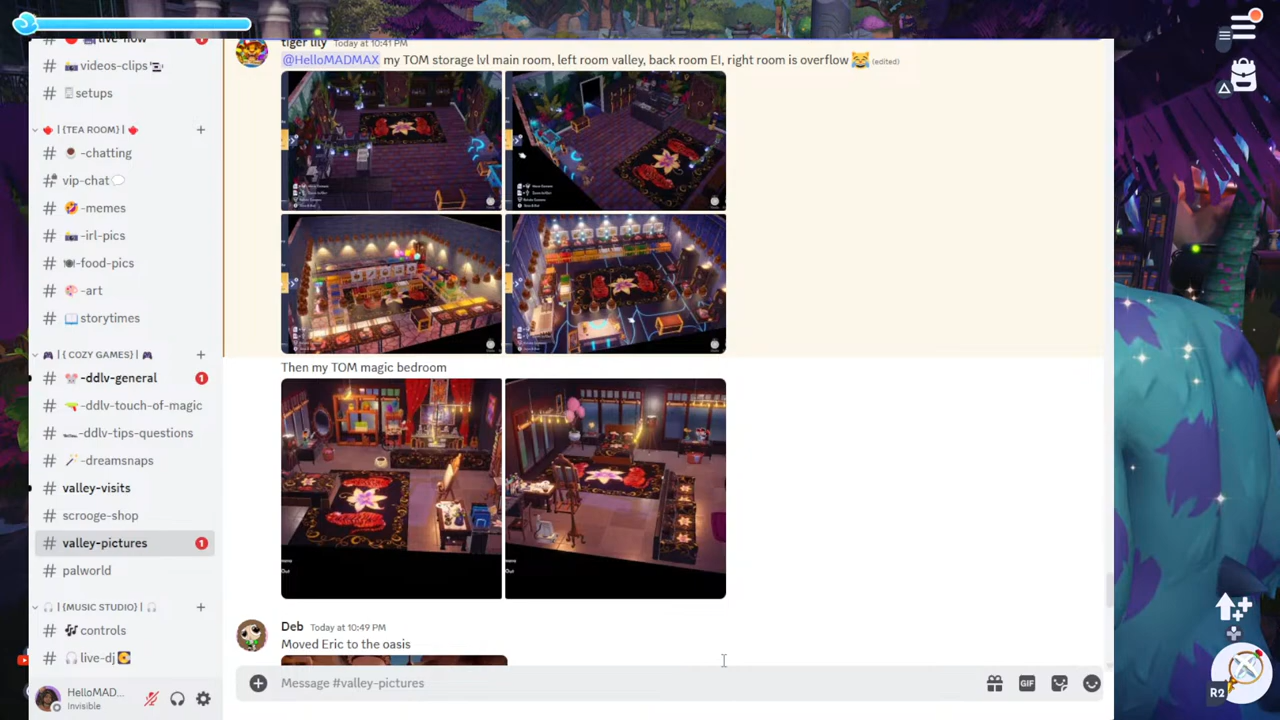 live-now
videos-clips
setups
| {TEA ROOM} |
-chatting
vip-chat
-memes
-irl-pics
-food-pics
-art
storytimes
| { COZY GAMES} |
-ddlv-general 1
-ddlv-touch-of-magic
-ddlv-tips-questions
-dreamsnaps
valley-visits
scrooge-shop
valley-pictures 1
palworld
| {MUSIC STUDIO} |
controls
live-dj
HelloMAD...
Invisible
tiger lily Today at 10:41 PM
@HelloMADMAX my TOM storage lvl main room, left room valley, back room EI, right room is overflow (edited)
Then my TOM magic bedroom
Deb Today at 10:49 PM
Moved Eric to the oasis
Message #valley-pictures
GIF
R2